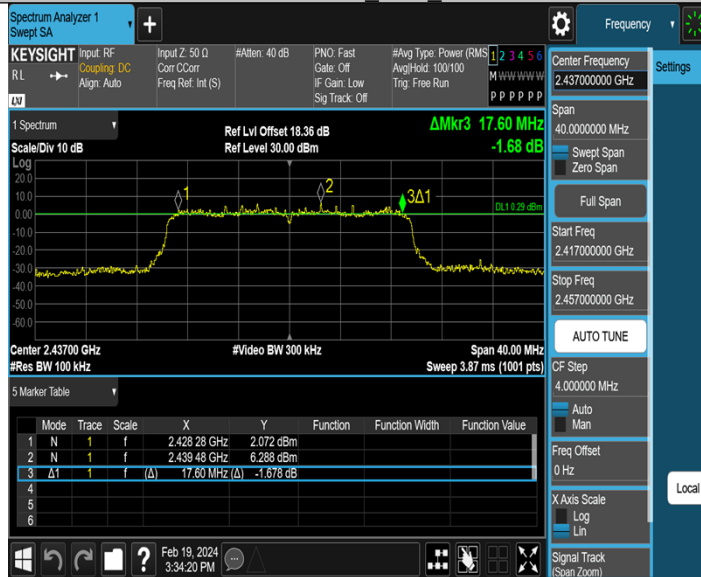 Spectrum Analyzer 1
Swept SA
+
Frequency
KEYSIGHT
RL
LXI
Input: RF
Coupling: DC
Align: Auto
Input Z: 50 Ω
Corr CCorr
Freq Ref: Int (S)
#Atten: 40 dB
PNO: Fast
Gate: Off
IF Gain: Low
Sig Track: Off
#Avg Type: Power (RMS
Avg|Hold: 100/100
Trig: Free Run
1 2 3 4 5 6
M W W W W W
P P P P P P
Center Frequency
2.437000000 GHz
Settings
Span
40.0000000 MHz
Swept Span
Zero Span
Full Span
Start Freq
2.417000000 GHz
Stop Freq
2.457000000 GHz
AUTO TUNE
CF Step
4.000000 MHz
Auto
Man
Freq Offset
0 Hz
X Axis Scale
Log
Lin
Signal Track
(Span Zoom)
Local
1 Spectrum
Scale/Div 10 dB
Ref Lvl Offset 18.36 dB
Ref Level 30.00 dBm
ΔMkr3 17.60 MHz
-1.68 dB
Log
20.0
10.0
0.00
-10.0
-20.0
-30.0
-40.0
-50.0
-60.0
1
2
3Δ1
DL1 0.29 dBm
Center 2.43700 GHz
#Video BW 300 kHz
Span 40.00 MHz
#Res BW 100 kHz
Sweep 3.87 ms (1001 pts)
5 Marker Table
Mode Trace Scale X Y Function Function Width Function Value
1 N 1 f 2.428 28 GHz 2.072 dBm
2 N 1 f 2.439 48 GHz 6.288 dBm
3 Δ1 1 f (Δ) 17.60 MHz (Δ) -1.678 dB
4
5
6
?
Feb 19, 2024
3:34:20 PM